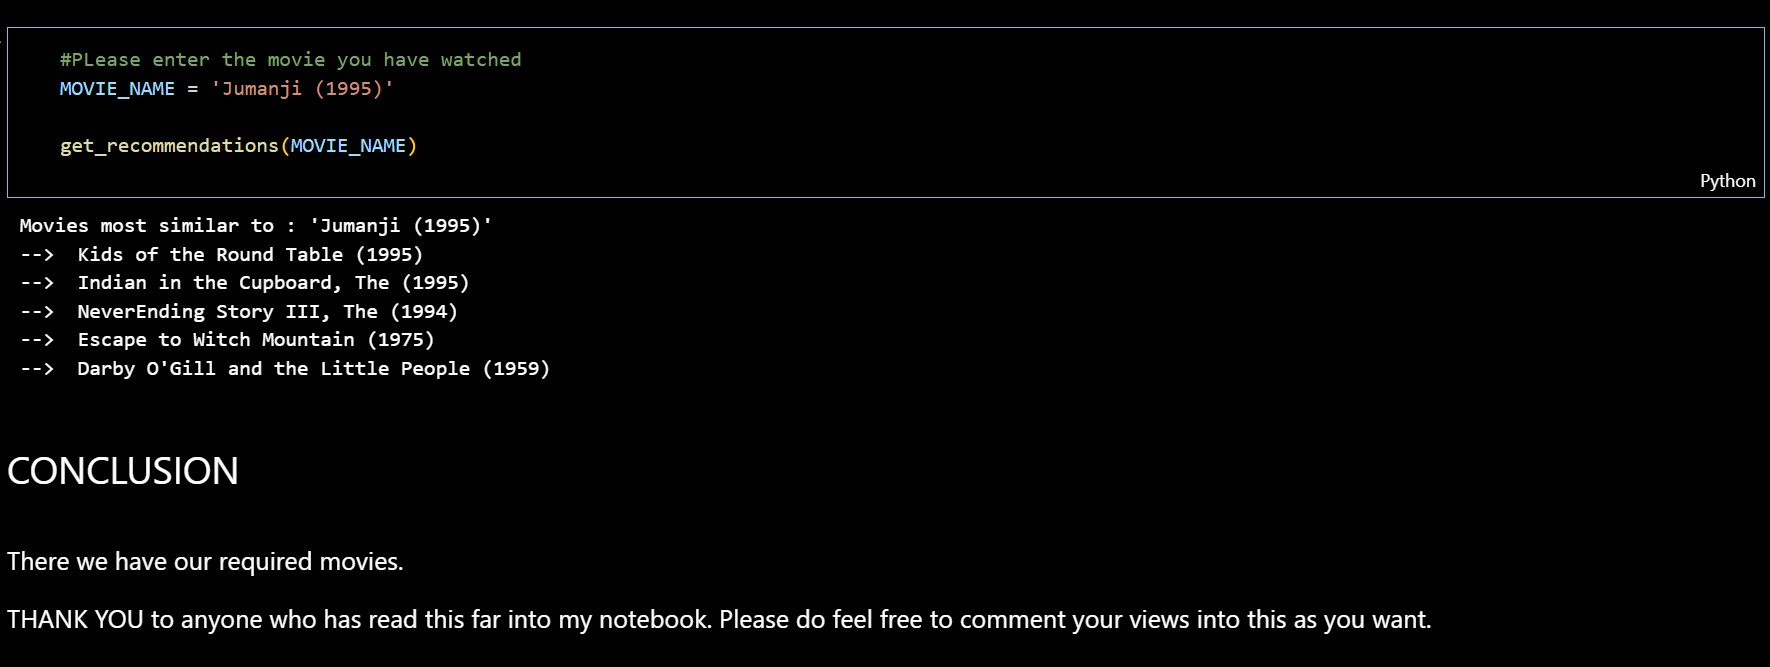 #PLease enter the movie you have watched
MOVIE_NAME = 'Jumanji (1995)'
get_recommendations(MOVIE_NAME)
Python
Movies most similar to : 'Jumanji (1995)'
-->  Kids of the Round Table (1995)
-->  Indian in the Cupboard, The (1995)
-->  NeverEnding Story III, The (1994)
-->  Escape to Witch Mountain (1975)
-->  Darby O'Gill and the Little People (1959)
CONCLUSION
There we have our required movies.
THANK YOU to anyone who has read this far into my notebook. Please do feel free to comment your views into this as you want.